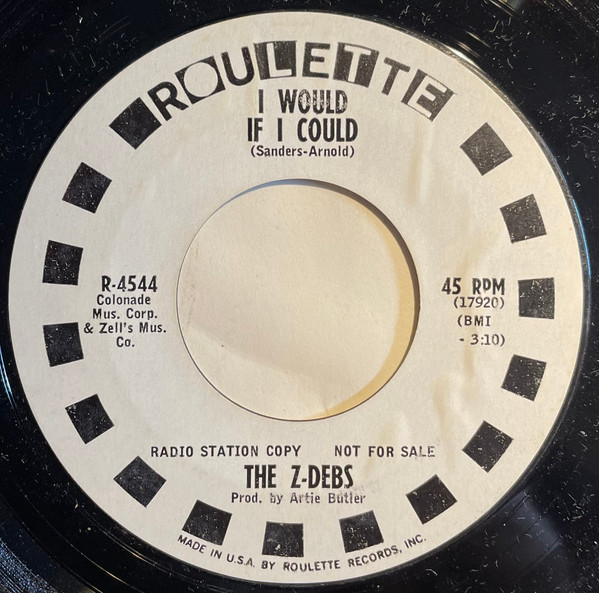 ROULETTE
I WOULD
IF I COULD
(Sanders-Arnold)
R-4544
Colonade
Mus. Corp.
& Zell's Mus.
Co.
45 RPM
(17920)
(BMI
- 3:10)
RADIO STATION COPY NOT FOR SALE
THE Z-DEBS
Prod. by Artie Butler
MADE IN U.S.A. BY ROULETTE RECORDS, INC.